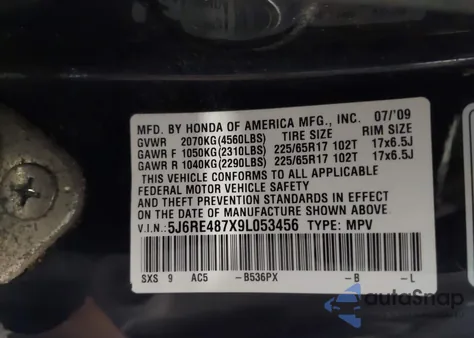 MFD. BY HONDA OF AMERICA MFG., INC. 07/'09
GVWR 2070KG(4560LBS) TIRE SIZE RIM SIZE
GAWR F 1050KG(2310LBS) 225/65R17 102T 17x6.5J
GAWR R 1040KG(2290LBS) 225/65R17 102T 17x6.5J
THIS VEHICLE CONFORMS TO ALL APPLICABLE
FEDERAL MOTOR VEHICLE SAFETY
AND THEFT PREVENTION STANDARDS IN EFFECT
ON THE DATE OF MANUFACTURE SHOWN ABOVE.
V.I.N.: 5J6RE487X9L053456 TYPE: MPV
SXS 9 AC5 -B536PX -B -L
autoSnap